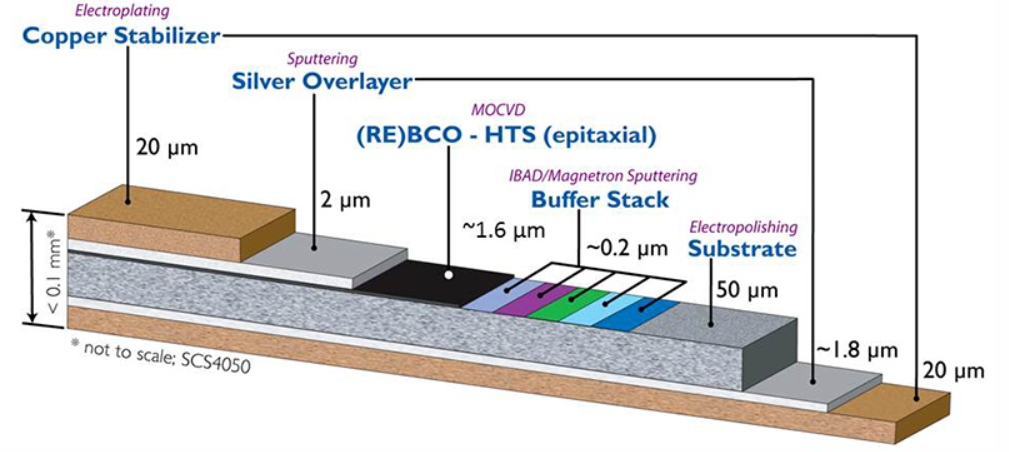 Electroplating
Copper Stabilizer
Sputtering
Silver Overlayer
MOCVD
(RE)BCO - HTS (epitaxial)
IBAD/Magnetron Sputtering
Buffer Stack
Electropolishing
Substrate
20 µm
2 µm
~1.6 µm
~0.2 µm
50 µm
~1.8 µm
20 µm
< 0.1 mm*
* not to scale; SCS4050